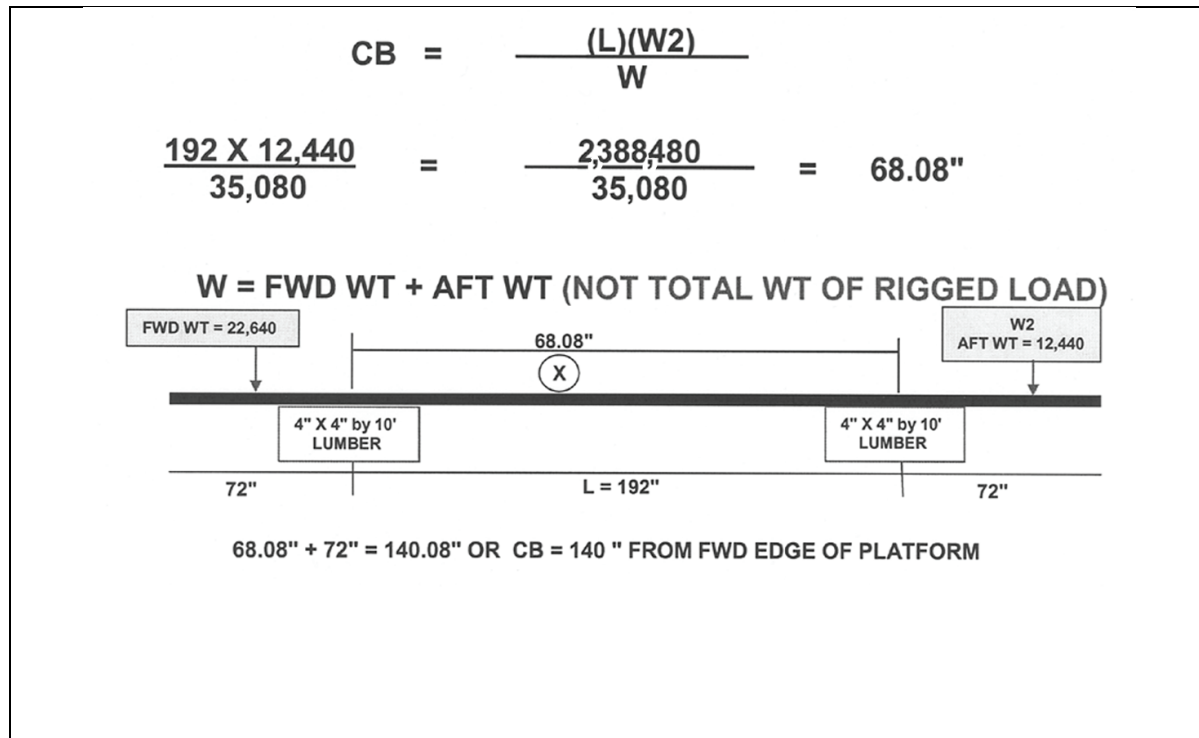 CB = (L)(W2)
W
192 X 12,440 = 2,388,480 = 68.08"
35,080 35,080
W = FWD WT + AFT WT (NOT TOTAL WT OF RIGGED LOAD)
FWD WT = 22,640
68.08"
W2
AFT WT = 12,440
X
4" X 4" by 10'
LUMBER
4" X 4" by 10'
LUMBER
72"
L = 192"
72"
68.08" + 72" = 140.08" OR CB = 140 " FROM FWD EDGE OF PLATFORM